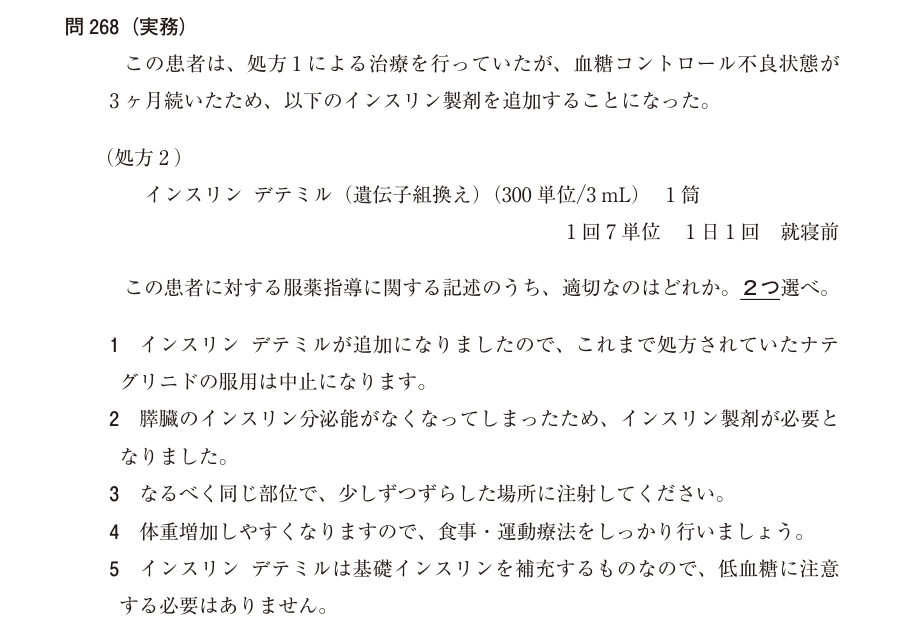 問 268（実務）
この患者は、処方１による治療を行っていたが、血糖コントロール不良状態が
３ヶ月続いたため、以下のインスリン製剤を追加することになった。
（処方２）
インスリン デテミル（遺伝子組換え）（300 単位/3 mL） １筒
１回７単位 １日１回 就寝前
この患者に対する服薬指導に関する記述のうち、適切なのはどれか。２つ選べ。
1 インスリン デテミルが追加になりましたので、これまで処方されていたナテ
グリニドの服用は中止になります。
2 膵臓のインスリン分泌能がなくなってしまったため、インスリン製剤が必要と
なりました。
3 なるべく同じ部位で、少しずつずらした場所に注射してください。
4 体重増加しやすくなりますので、食事・運動療法をしっかり行いましょう。
5 インスリン デテミルは基礎インスリンを補充するものなので、低血糖に注意
する必要はありません。